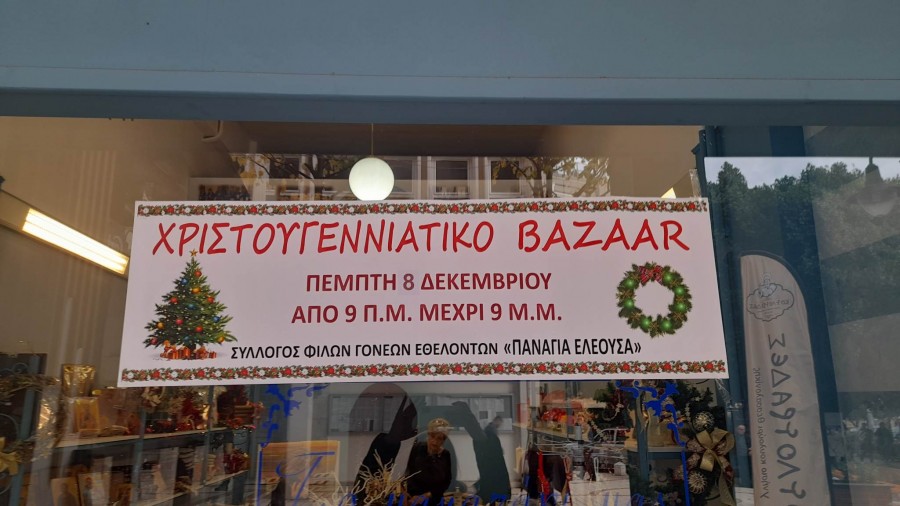 ΧΡΙΣΤΟΥΓΕΝΝΙΑΤΙΚΟ BAZAAR
ΠΕΜΠΤΗ 8 ΔΕΚΕΜΒΡΙΟΥ
ΑΠΟ 9 Π.Μ. ΜΕΧΡΙ 9 Μ.Μ.
ΣΥΛΛΟΓΟΣ ΦΙΛΩΝ ΓΟΝΕΩΝ ΕΘΕΛΟΝΤΩΝ «ΠΑΝΑΓΙΑ ΕΛΕΟΥΣΑ»